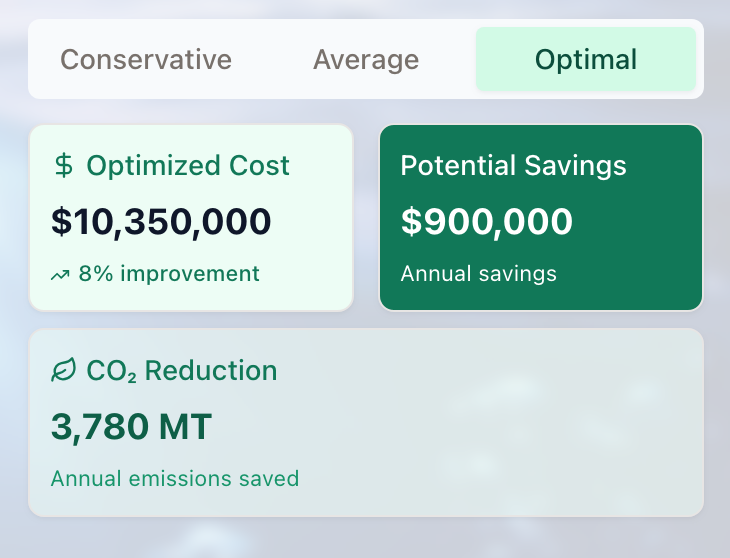 Conservative Average Optimal
Optimized Cost
$10,350,000
8% improvement
Potential Savings
$900,000
Annual savings
CO₂ Reduction
3,780 MT
Annual emissions saved